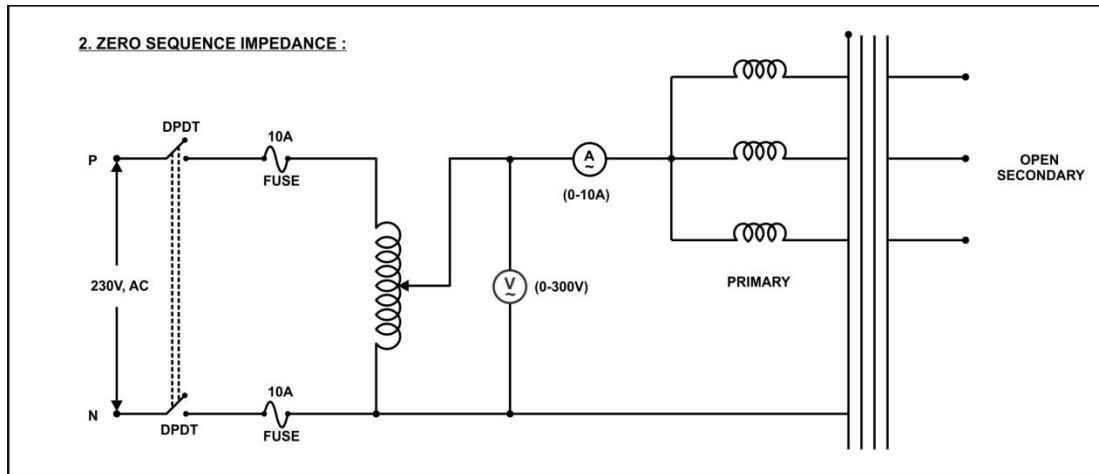 2. ZERO SEQUENCE IMPEDANCE :
DPDT
10A
P
FUSE
A
~
(0-10A)
OPEN
SECONDARY
230V, AC
V
~
(0-300V)
PRIMARY
10A
N
DPDT
FUSE